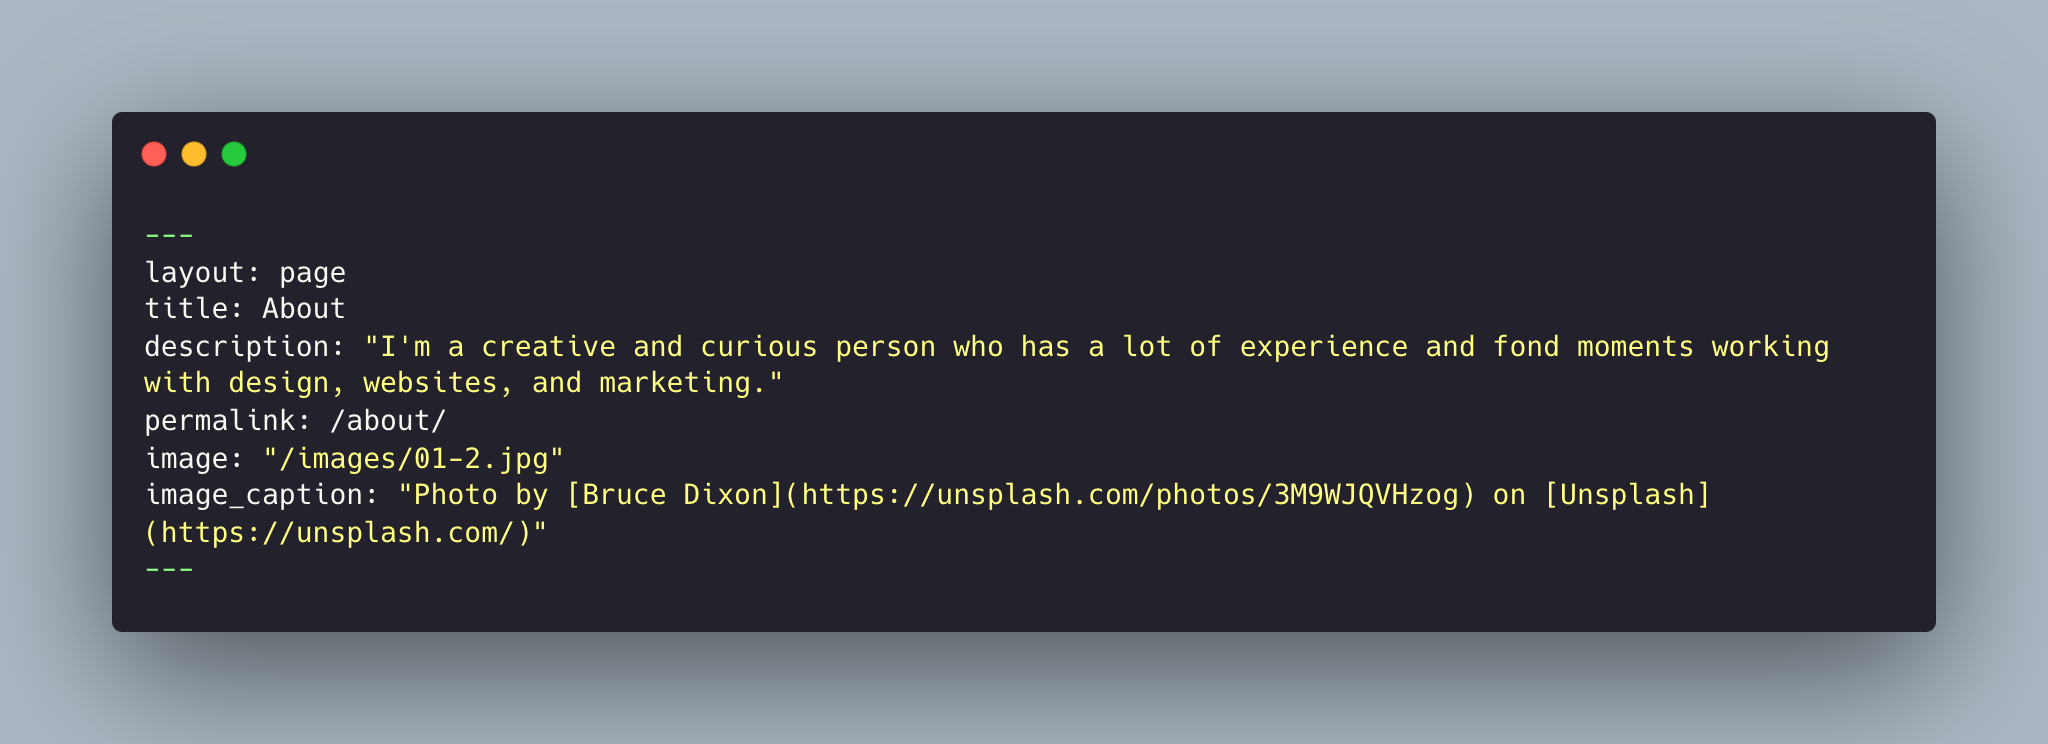 ---
layout: page
title: About
description: "I'm a creative and curious person who has a lot of experience and fond moments working
with design, websites, and marketing."
permalink: /about/
image: "/images/01-2.jpg"
image_caption: "Photo by [Bruce Dixon](https://unsplash.com/photos/3M9WJQVHzog) on [Unsplash]
(https://unsplash.com/)"
---